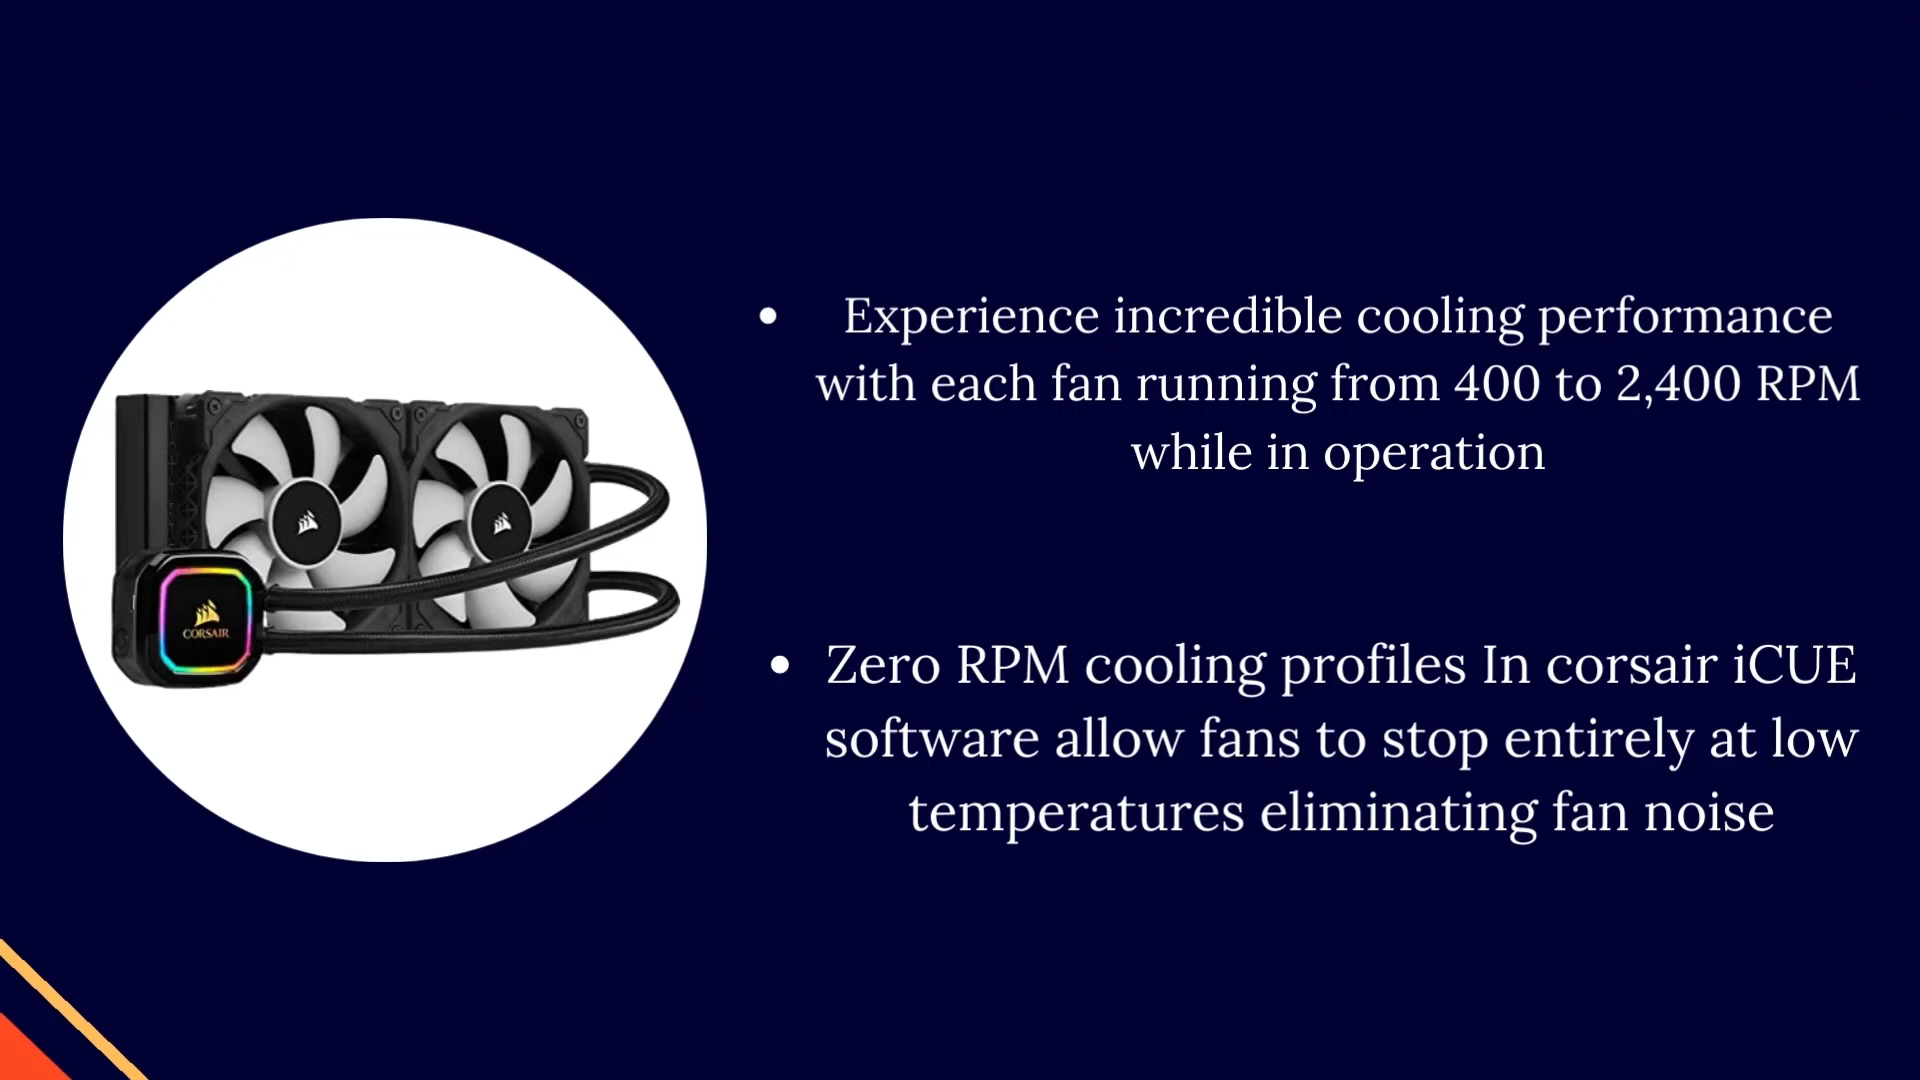 Experience incredible cooling performance
with each fan running from 400 to 2,400 RPM
while in operation
Zero RPM cooling profiles In corsair iCUE
software allow fans to stop entirely at low
temperatures eliminating fan noise
CORSAIR